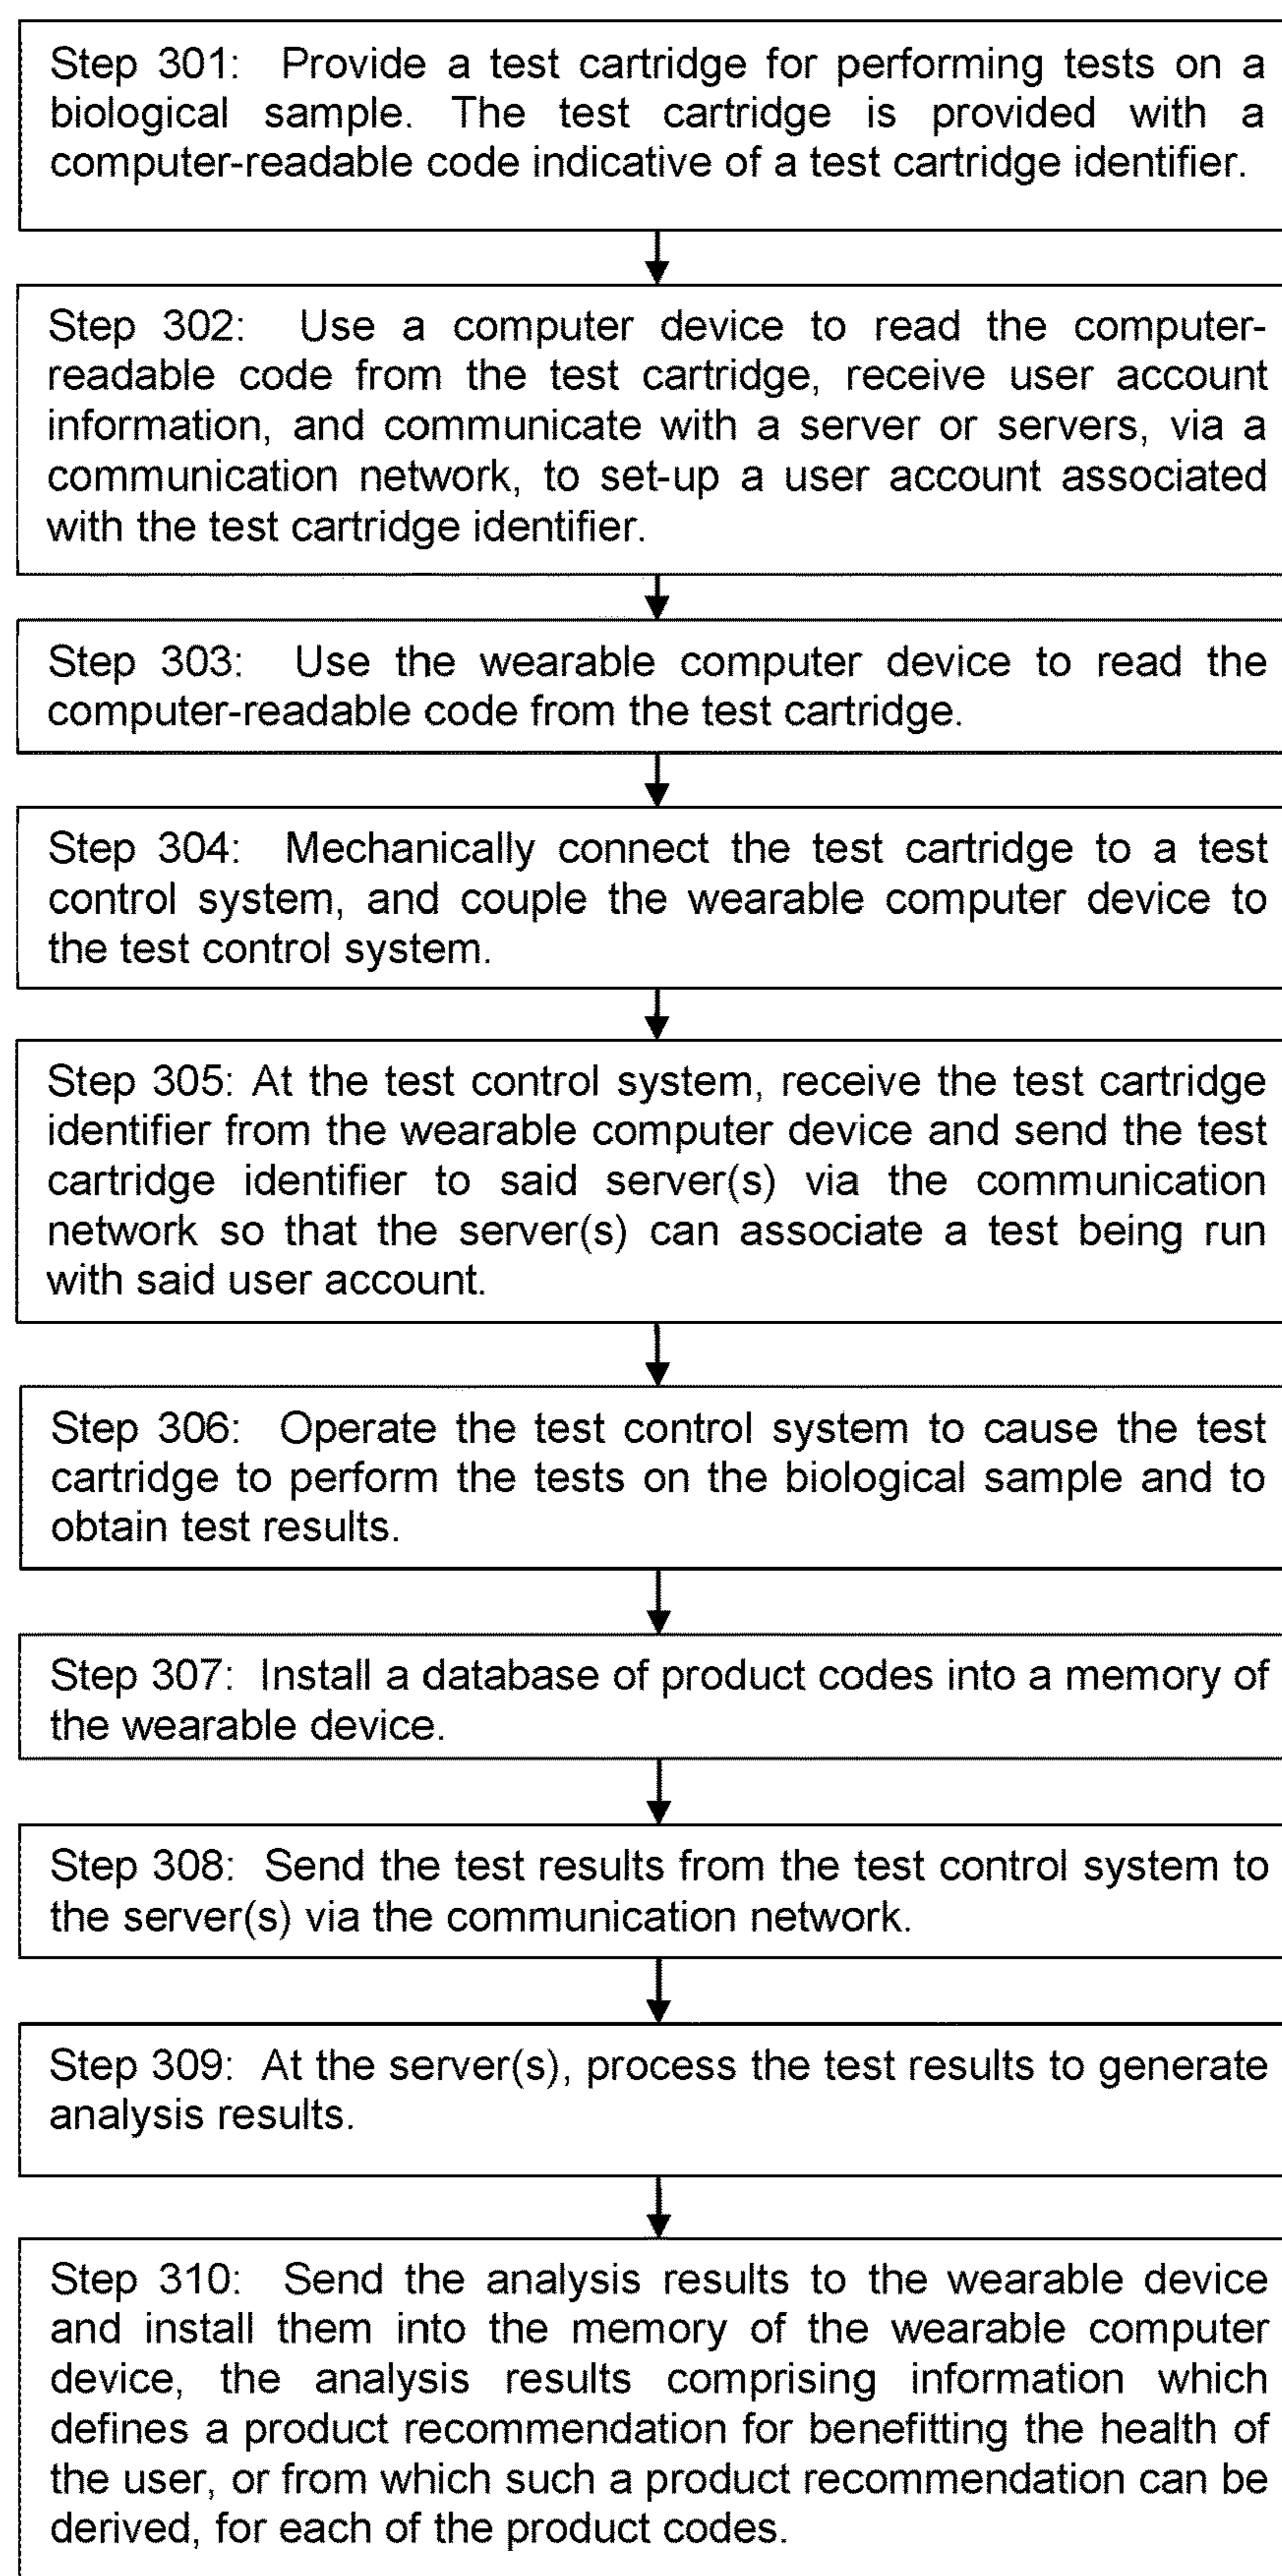 Step 301: Provide a test cartridge for performing tests on a
biological sample. The test cartridge is provided with a
computer-readable code indicative of a test cartridge identifier.
Step 302: Use a computer device to read the computer-
readable code from the test cartridge, receive user account
information, and communicate with a server or servers, via a
communication network, to set-up a user account associated
with the test cartridge identifier.
Step 303: Use the wearable computer device to read the
computer-readable code from the test cartridge.
Step 304: Mechanically connect the test cartridge to a test
control system, and couple the wearable computer device to
the test control system.
Step 305: At the test control system, receive the test cartridge
identifier from the wearable computer device and send the test
cartridge identifier to said server(s) via the communication
network so that the server(s) can associate a test being run
with said user account.
Step 306: Operate the test control system to cause the test
cartridge to perform the tests on the biological sample and to
obtain test results.
Step 307: Install a database of product codes into a memory of
the wearable device.
Step 308: Send the test results from the test control system to
the server(s) via the communication network.
Step 309: At the server(s), process the test results to generate
analysis results.
Step 310: Send the analysis results to the wearable device
and install them into the memory of the wearable computer
device, the analysis results comprising information which
defines a product recommendation for benefitting the health of
the user, or from which such a product recommendation can be
derived, for each of the product codes.